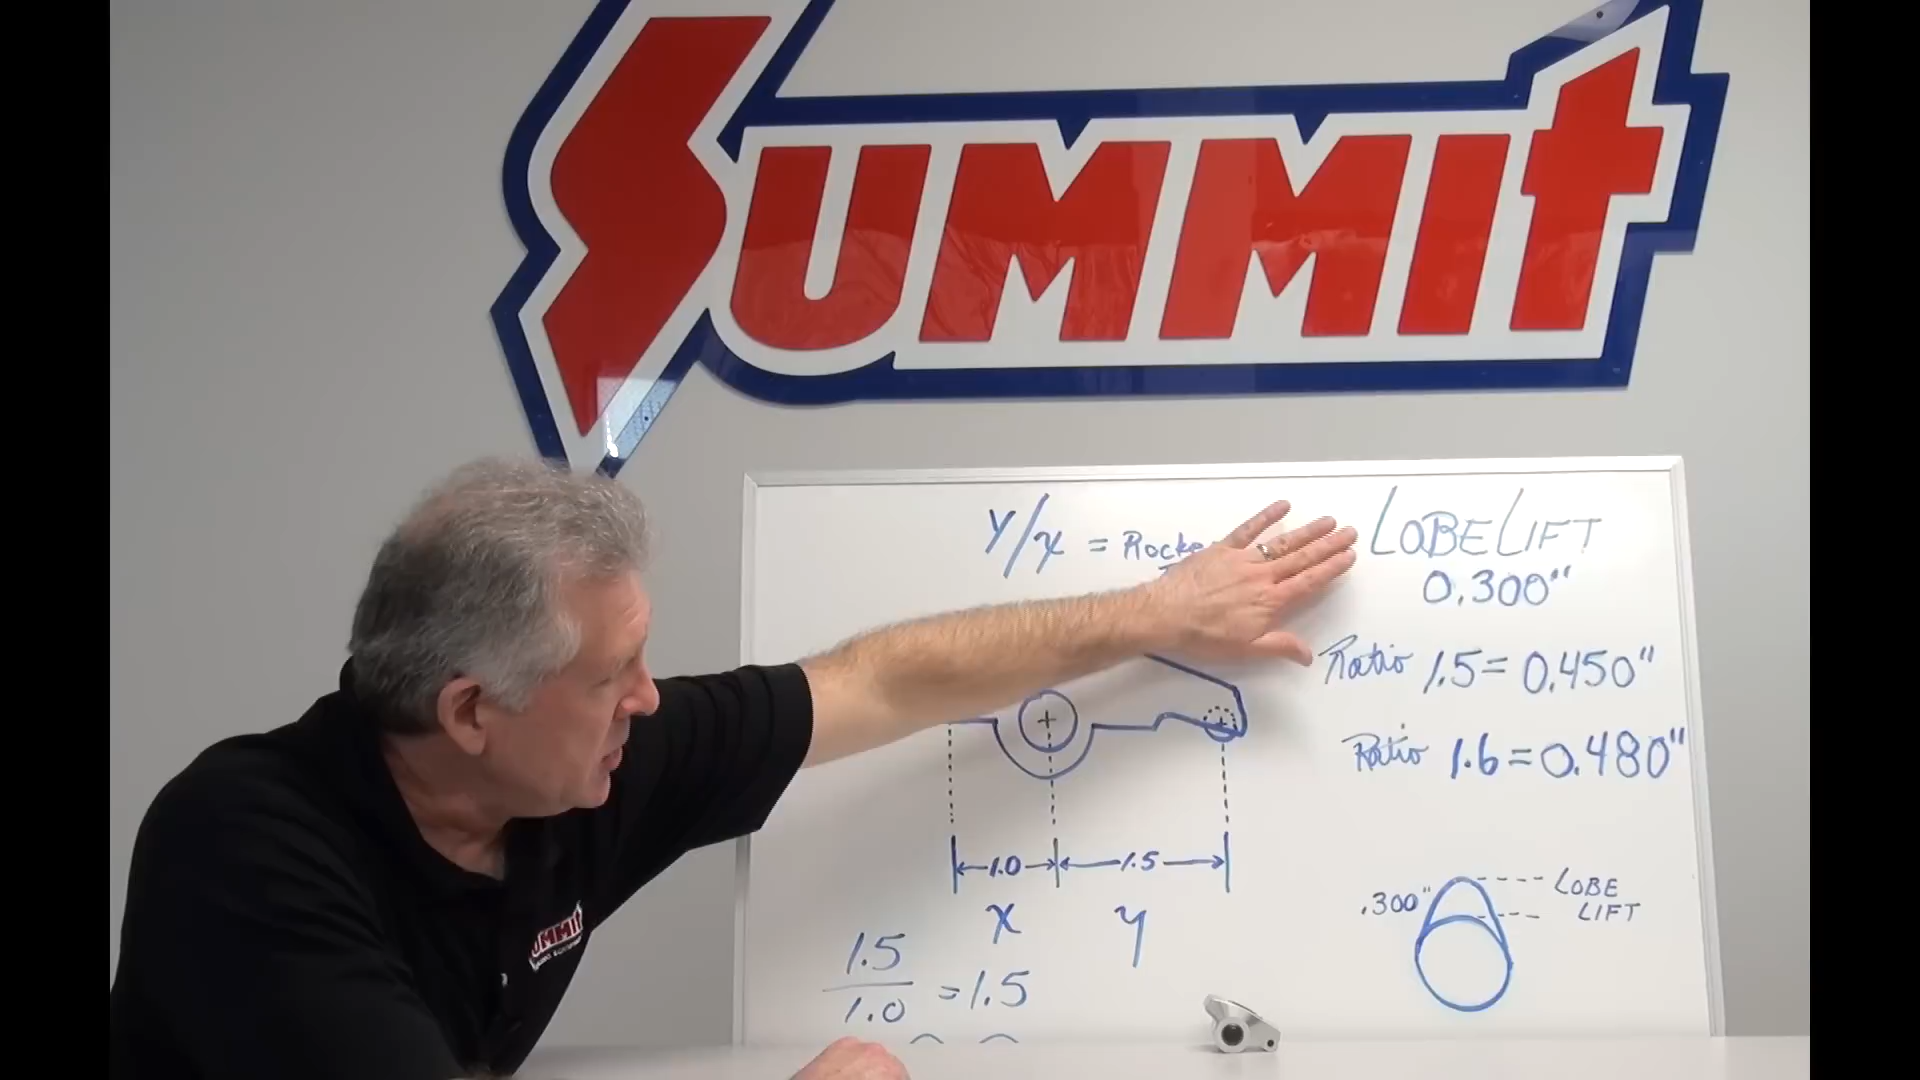 SUMMIT
Y/X = Rocke
LOBE LIFT
0.300"
Ratio 1.5 = 0.450"
Ratio 1.6 = 0.480"
1.0
1.5
X
Y
1.5
1.0
= 1.5
.300"
LOBE
LIFT
UMMIT